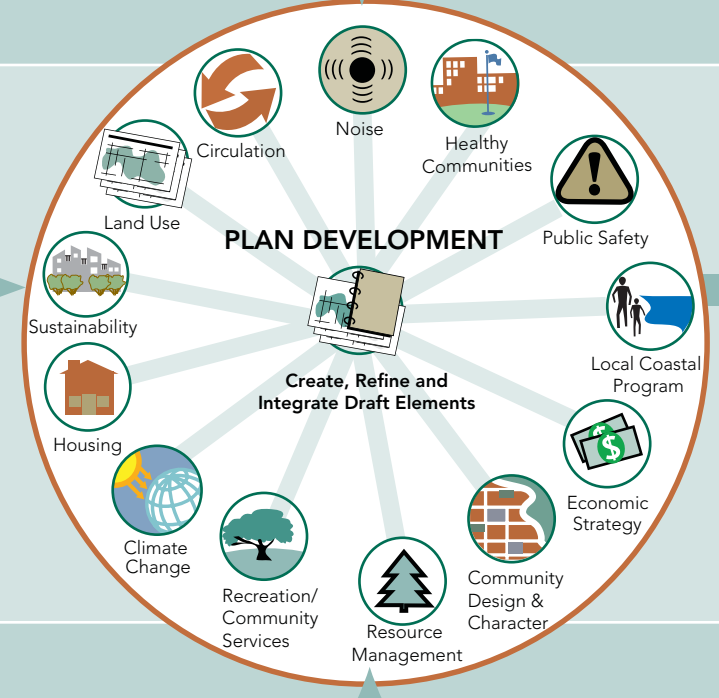 Noise
Circulation
Healthy
Communities
Land Use
PLAN DEVELOPMENT
Public Safety
Sustainability
Local Coastal
Program
Create, Refine and
Integrate Draft Elements
Housing
Economic
Strategy
Climate
Change
Community
Design &
Character
Recreation/
Community
Services
Resource
Management